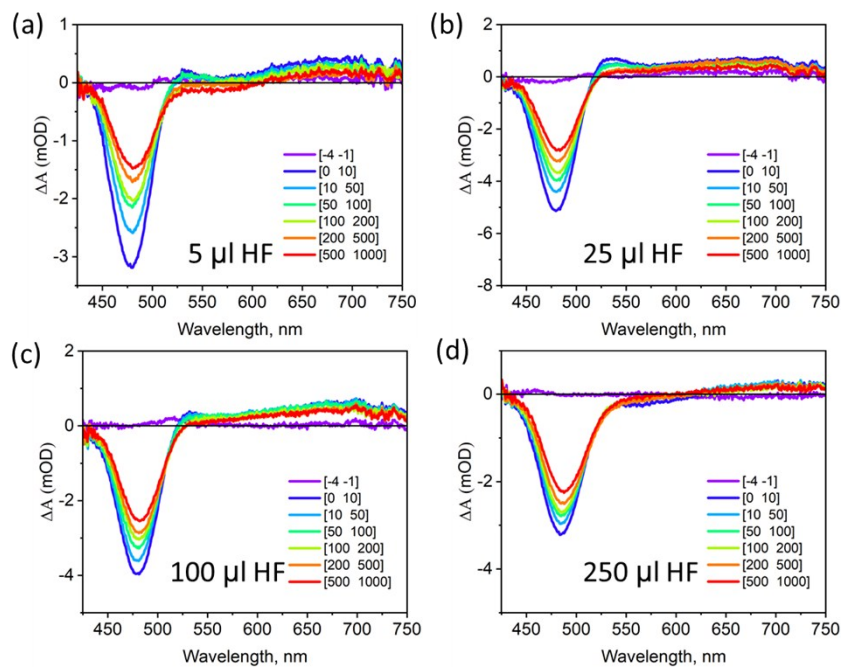 (a)
1
0
-1
-2
-3
ΔA (mOD)
[-4 -1]
[0 10]
[10 50]
[50 100]
[100 200]
[200 500]
[500 1000]
5 µl HF
425 450 500 550 600 650 700 750
Wavelength, nm
(b)
2
0
-2
-4
-6
-8
ΔA (mOD)
[-4 -1]
[0 10]
[10 50]
[50 100]
[100 200]
[200 500]
[500 1000]
25 µl HF
450 500 550 600 650 700 750
Wavelength, nm
(c)
2
0
-2
-4
ΔA (mOD)
[-4 -1]
[0 10]
[10 50]
[50 100]
[100 200]
[200 500]
[500 1000]
100 µl HF
450 500 550 600 650 700 750
Wavelength, nm
(d)
0
-2
-4
ΔA (mOD)
[-4 -1]
[0 10]
[10 50]
[50 100]
[100 200]
[200 500]
[500 1000]
250 µl HF
450 500 550 600 650 700 750
Wavelength, nm